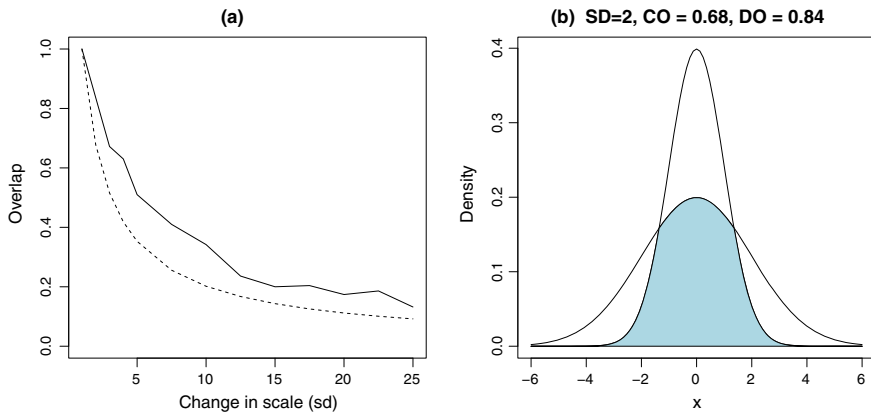 (a)
Overlap
1.0
0.8
0.6
0.4
0.2
0.0
5 10 15 20 25
Change in scale (sd)
(b) SD=2, CO = 0.68, DO = 0.84
Density
0.4
0.3
0.2
0.1
0.0
−6 −4 −2 0 2 4 6
x